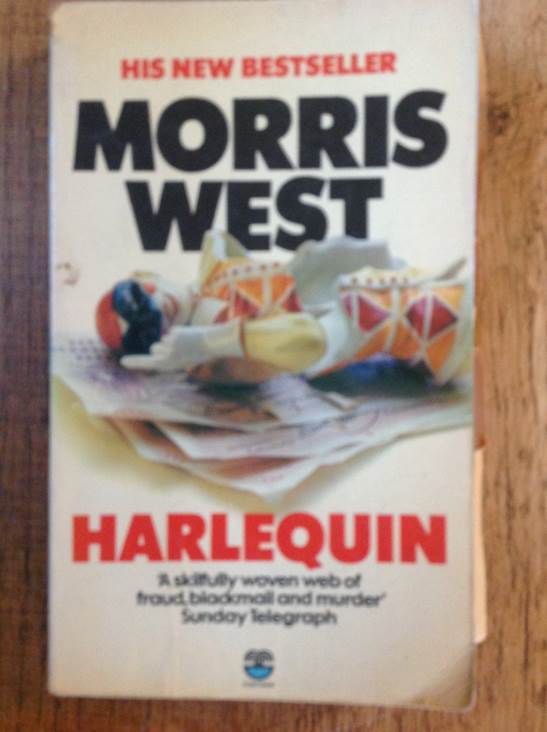 HIS NEW BESTSELLER
MORRIS
WEST
HARLEQUIN
'A skilfully woven web of
fraud, blackmail and murder'
Sunday Telegraph